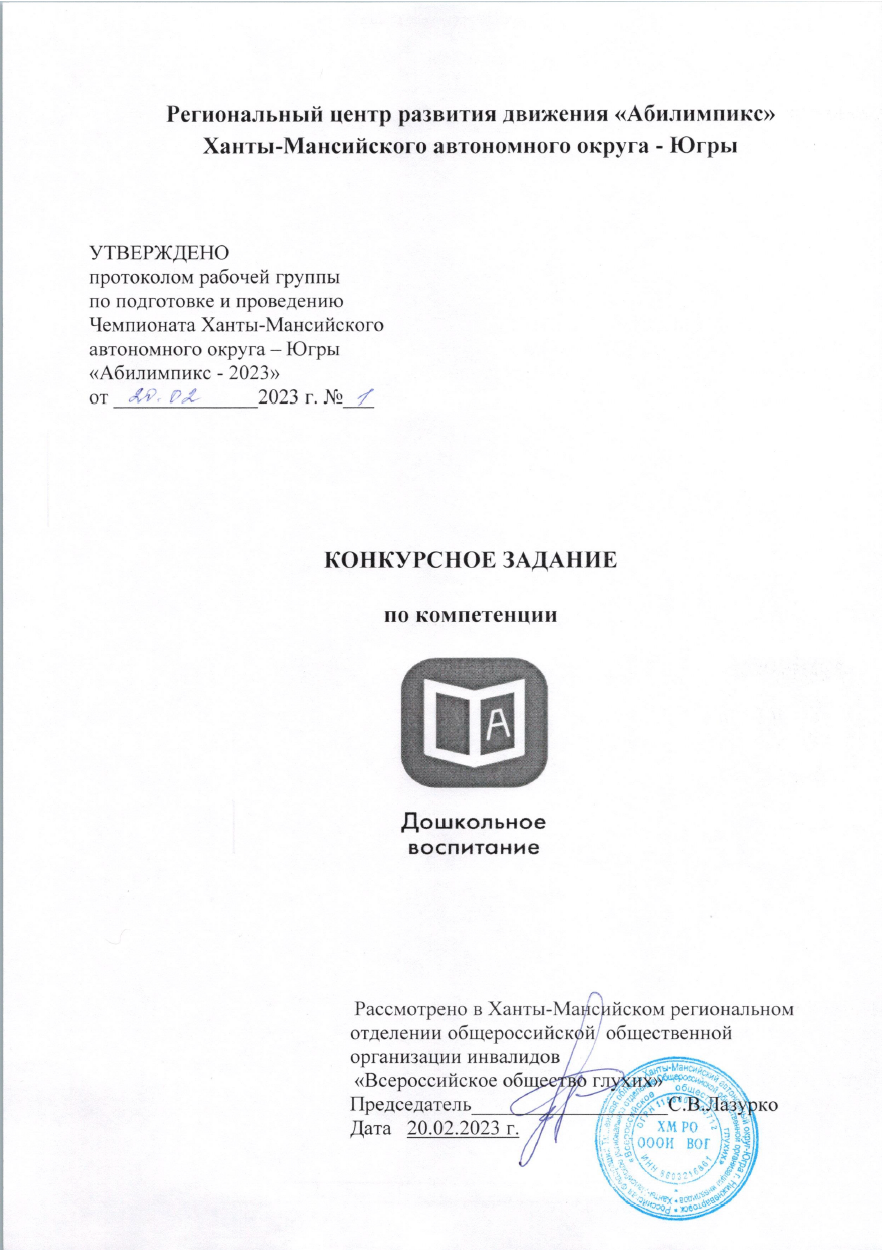 Региональный центр развития движения «Абилимпикс»
Ханты-Мансийского автономного округа - Югры
УТВЕРЖДЕНО
протоколом рабочей группы
по подготовке и проведению
Чемпионата Ханты-Мансийского
автономного округа – Югры
«Абилимпикс - 2023»
от 20.02 2023 г. № 1
КОНКУРСНОЕ ЗАДАНИЕ
по компетенции
А
Дошкольное
воспитание
Рассмотрено в Ханты-Мансийском региональном
отделении общероссийской общественной
организации инвалидов
«Всероссийское общество глухих»
Председатель____________________С.В.Лазурко
Дата 20.02.2023 г.
ХМ РО
ОООИ ВОГ